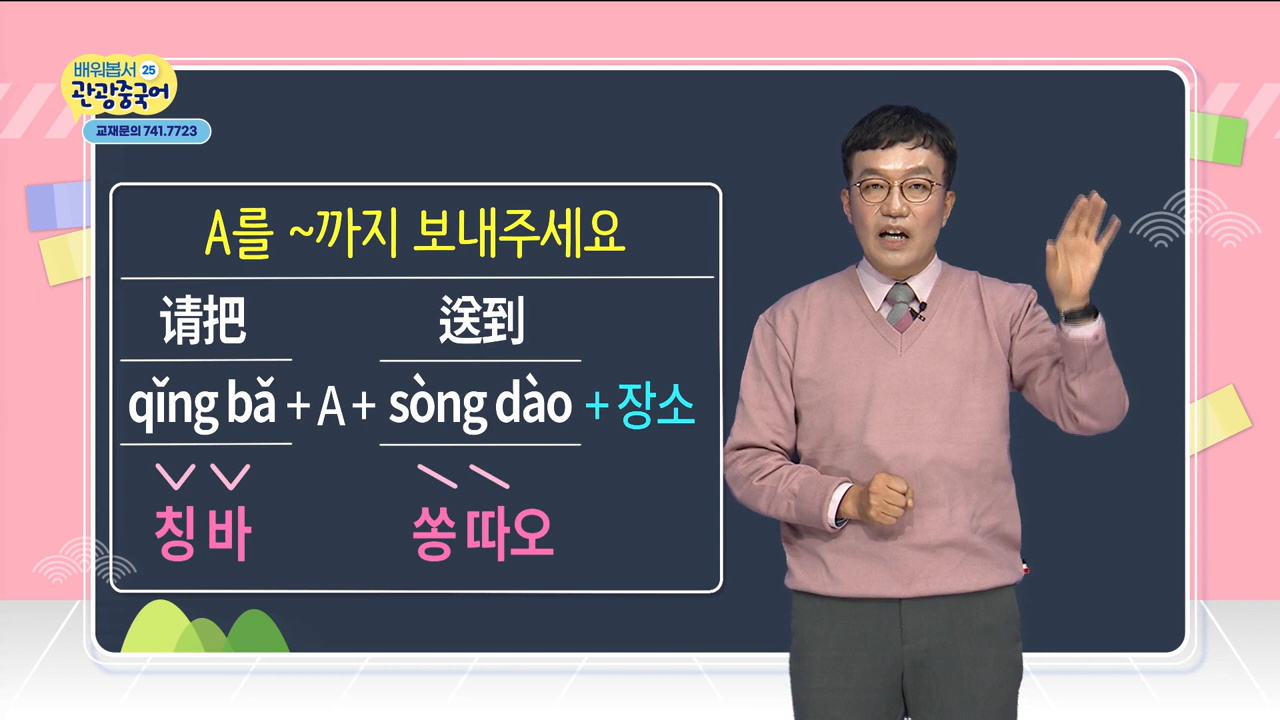 배워봅서 25
관광중국어
교재문의 741.7723
A를 ~까지 보내주세요
请把 送到
qǐng bǎ + A + sòng dào + 장소
칭 바 쏭 따오